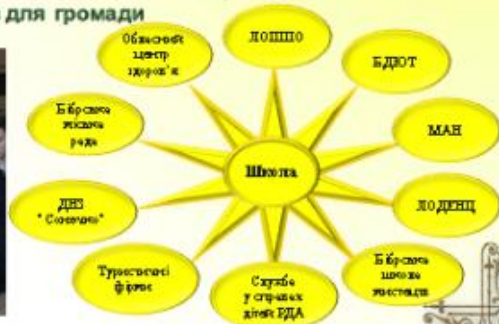 для громади
Обласний
центр
здоров'я
ЛОІППО
БДЮТ
Бібрська
міська
рада
МАН
Школа
ДНЗ
"Сонечко"
ЛОДЕНЦ
Туристичні
фірми
Служба
у справах
дітей РДА
Бібрська
школа
мистецтв